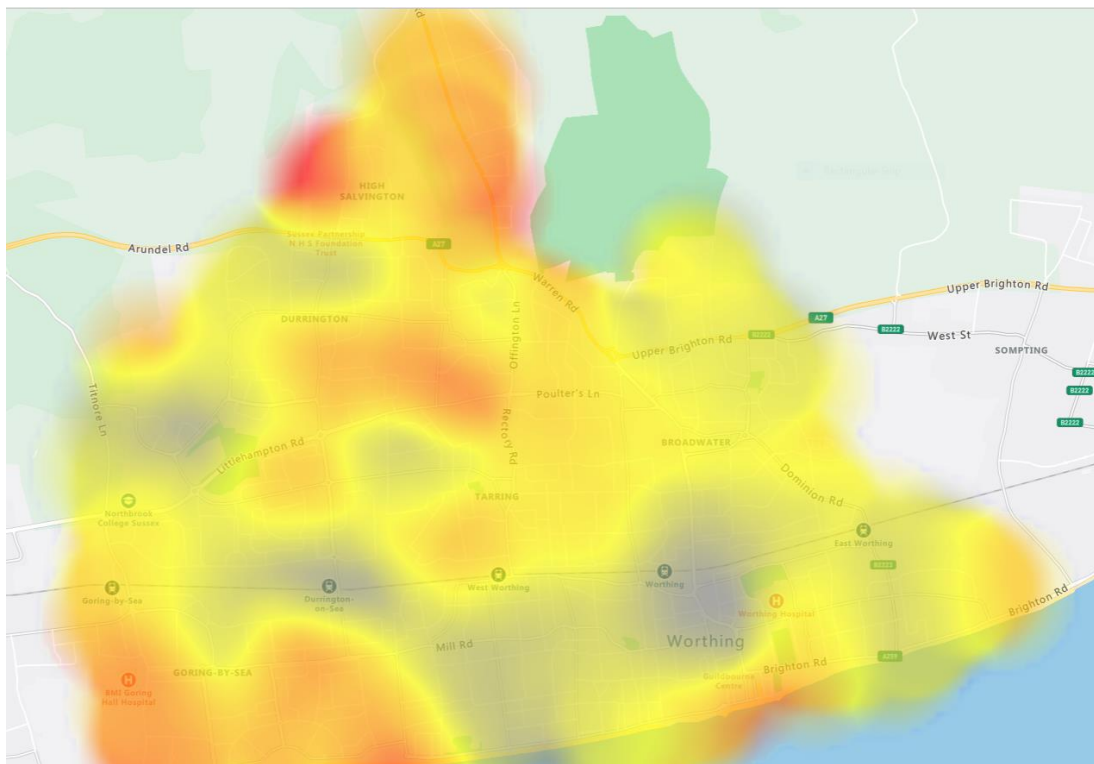 Rd
HIGH
SALVINGTON
Arundel Rd
Sussex Partnership
N H S Foundation
Trust
A27
Warren Rd
Upper Brighton Rd
A27
DURRINGTON
Offington Ln
B2222
B2222
West St
Upper Brighton Rd
SOMPTING
B2222
B2222
B2222
Titnore Ln
Poulter's Ln
Rectory Rd
BROADWATER
Littlehampton Rd
Dominion Rd
TARRING
Northbrook
College Sussex
East Worthing
B2222
Goring-by-Sea
Durrington-
on-Sea
West Worthing
Worthing
Worthing Hospital
Brighton Rd
Mill Rd
Worthing
A259
GORING-BY-SEA
Brighton Rd
Guildbourne
Centre
H
BMI Goring
Hall Hospital
H